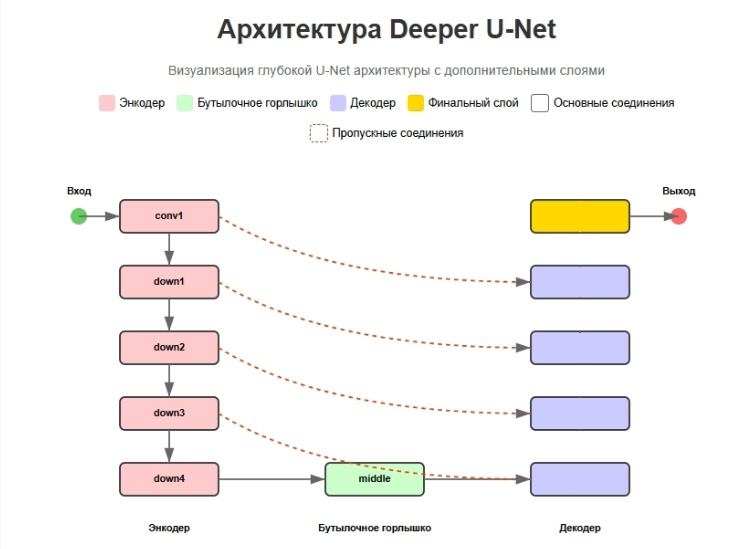 Архитектура Deeper U-Net
Визуализация глубокой U-Net архитектуры с дополнительными слоями
Энкодер Бутылочное горлышко Декодер Финальный слой Основные соединения
Пропускные соединения
Вход Выход
conv1
down1
down2
down3
down4 middle
Энкодер Бутылочное горлышко Декодер